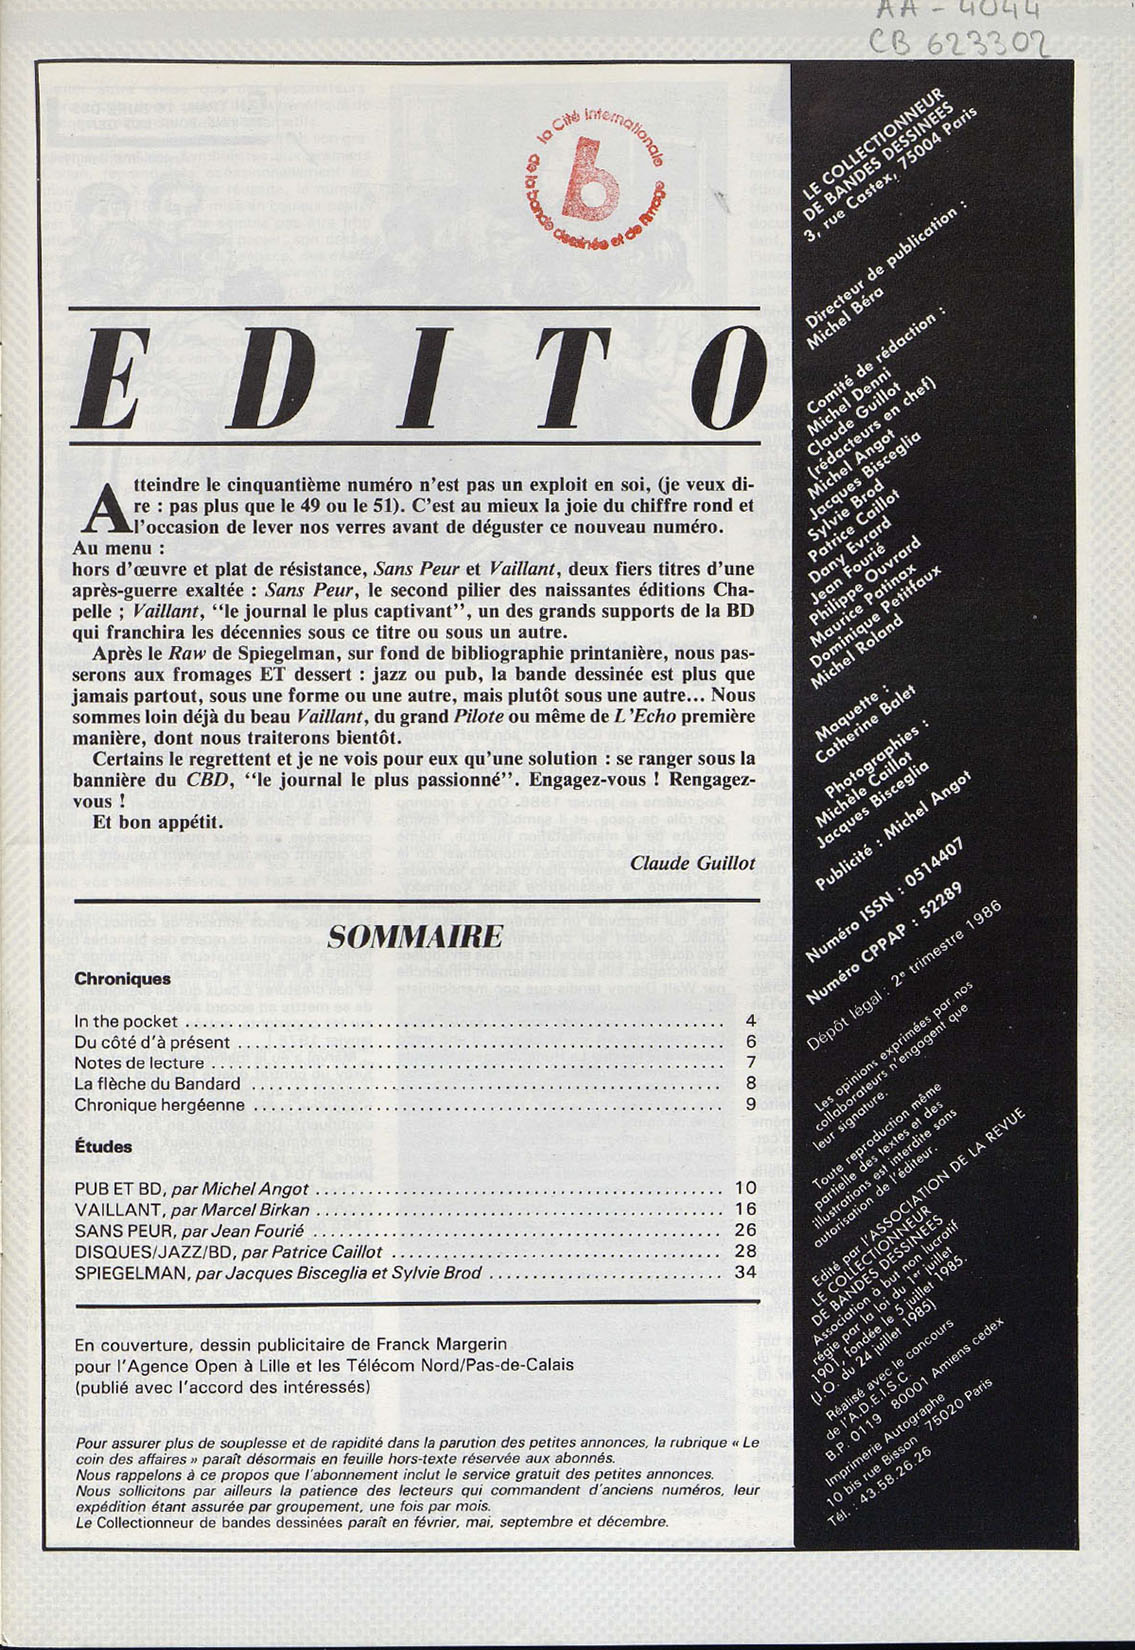 AA - 4044
CB 623302
la Cité internationale
de la bande dessinée et de l'image
b
EDITO
Atteindre le cinquantième numéro n'est pas un exploit en soi, (je veux di-
re : pas plus que le 49 ou le 51). C'est au mieux la joie du chiffre rond et
l'occasion de lever nos verres avant de déguster ce nouveau numéro.
Au menu :
hors d'œuvre et plat de résistance, Sans Peur et Vaillant, deux fiers titres d'une
après-guerre exaltée : Sans Peur, le second pilier des naissantes éditions Cha-
pelle ; Vaillant, "le journal le plus captivant", un des grands supports de la BD
qui franchira les décennies sous ce titre ou sous un autre.
Après le Raw de Spiegelman, sur fond de bibliographie printanière, nous pas-
serons aux fromages ET dessert : jazz ou pub, la bande dessinée est plus que
jamais partout, sous une forme ou une autre, mais plutôt sous une autre... Nous
sommes loin déjà du beau Vaillant, du grand Pilote ou même de L'Echo première
manière, dont nous traiterons bientôt.
Certains le regrettent et je ne vois pour eux qu'une solution : se ranger sous la
bannière du CBD, "le journal le plus passionné". Engagez-vous ! Rengagez-
vous !
Et bon appétit.
Claude Guillot
SOMMAIRE
Chroniques
In the pocket ........ 4
Du côté d'à présent ........ 6
Notes de lecture ........ 7
La flèche du Bandard ........ 8
Chronique hergéenne ........ 9
Études
PUB ET BD, par Michel Angot ........ 10
VAILLANT, par Marcel Birkan ........ 16
SANS PEUR, par Jean Fourié ........ 26
DISQUES/JAZZ/BD, par Patrice Caillot ........ 28
SPIEGELMAN, par Jacques Bisceglia et Sylvie Brod ........ 34
En couverture, dessin publicitaire de Franck Margerin
pour l'Agence Open à Lille et les Télécom Nord/Pas-de-Calais
(publié avec l'accord des intéressés)
Pour assurer plus de souplesse et de rapidité dans la parution des petites annonces, la rubrique « Le
coin des affaires » paraît désormais en feuille hors-texte réservée aux abonnés.
Nous rappelons à ce propos que l'abonnement inclut le service gratuit des petites annonces.
Nous sollicitons par ailleurs la patience des lecteurs qui commandent d'anciens numéros, leur
expédition étant assurée par groupement, une fois par mois.
Le Collectionneur de bandes dessinées paraît en février, mai, septembre et décembre.
LE COLLECTIONNEUR
DE BANDES DESSINEES
3, rue Castex, 75004 Paris
Directeur de publication :
Michel Béra
Comité de rédaction :
Michel Denni
Claude Guillot
(rédacteurs en chef)
Michel Angot
Jacques Bisceglia
Sylvie Brod
Patrice Caillot
Dany Evrard
Jean Fourié
Philippe Ouvrard
Maurice Patinax
Dominique Petitfaux
Michel Roland
Maquette :
Catherine Balet
Photographies :
Michèle Caillot
Jacques Bisceglia
Publicité : Michel Angot
Numéro ISSN : 0514407
Numéro CPPAP : 52289
Dépôt légal : 2e trimestre 1986
Les opinions exprimées par nos
collaborateurs n'engagent que
leur signature.
Toute reproduction même
partielle des textes et des
illustrations est interdite sans
autorisation de l'éditeur.
Edité par l'ASSOCIATION DE LA REVUE
LE COLLECTIONNEUR
DE BANDES DESSINEES
Association à but non lucratif
régie par la loi du 1er juillet
1901, fondée le 5 juillet 1985.
(J.O. du 24 juillet 1985)
Réalisé avec le concours
de l'A.D.E.I.S.C.
B.P. 0119 80001 Amiens cedex
Imprimerie Autographe
10 bis rue Bisson 75020 Paris
Tél. : 43.58.26.26